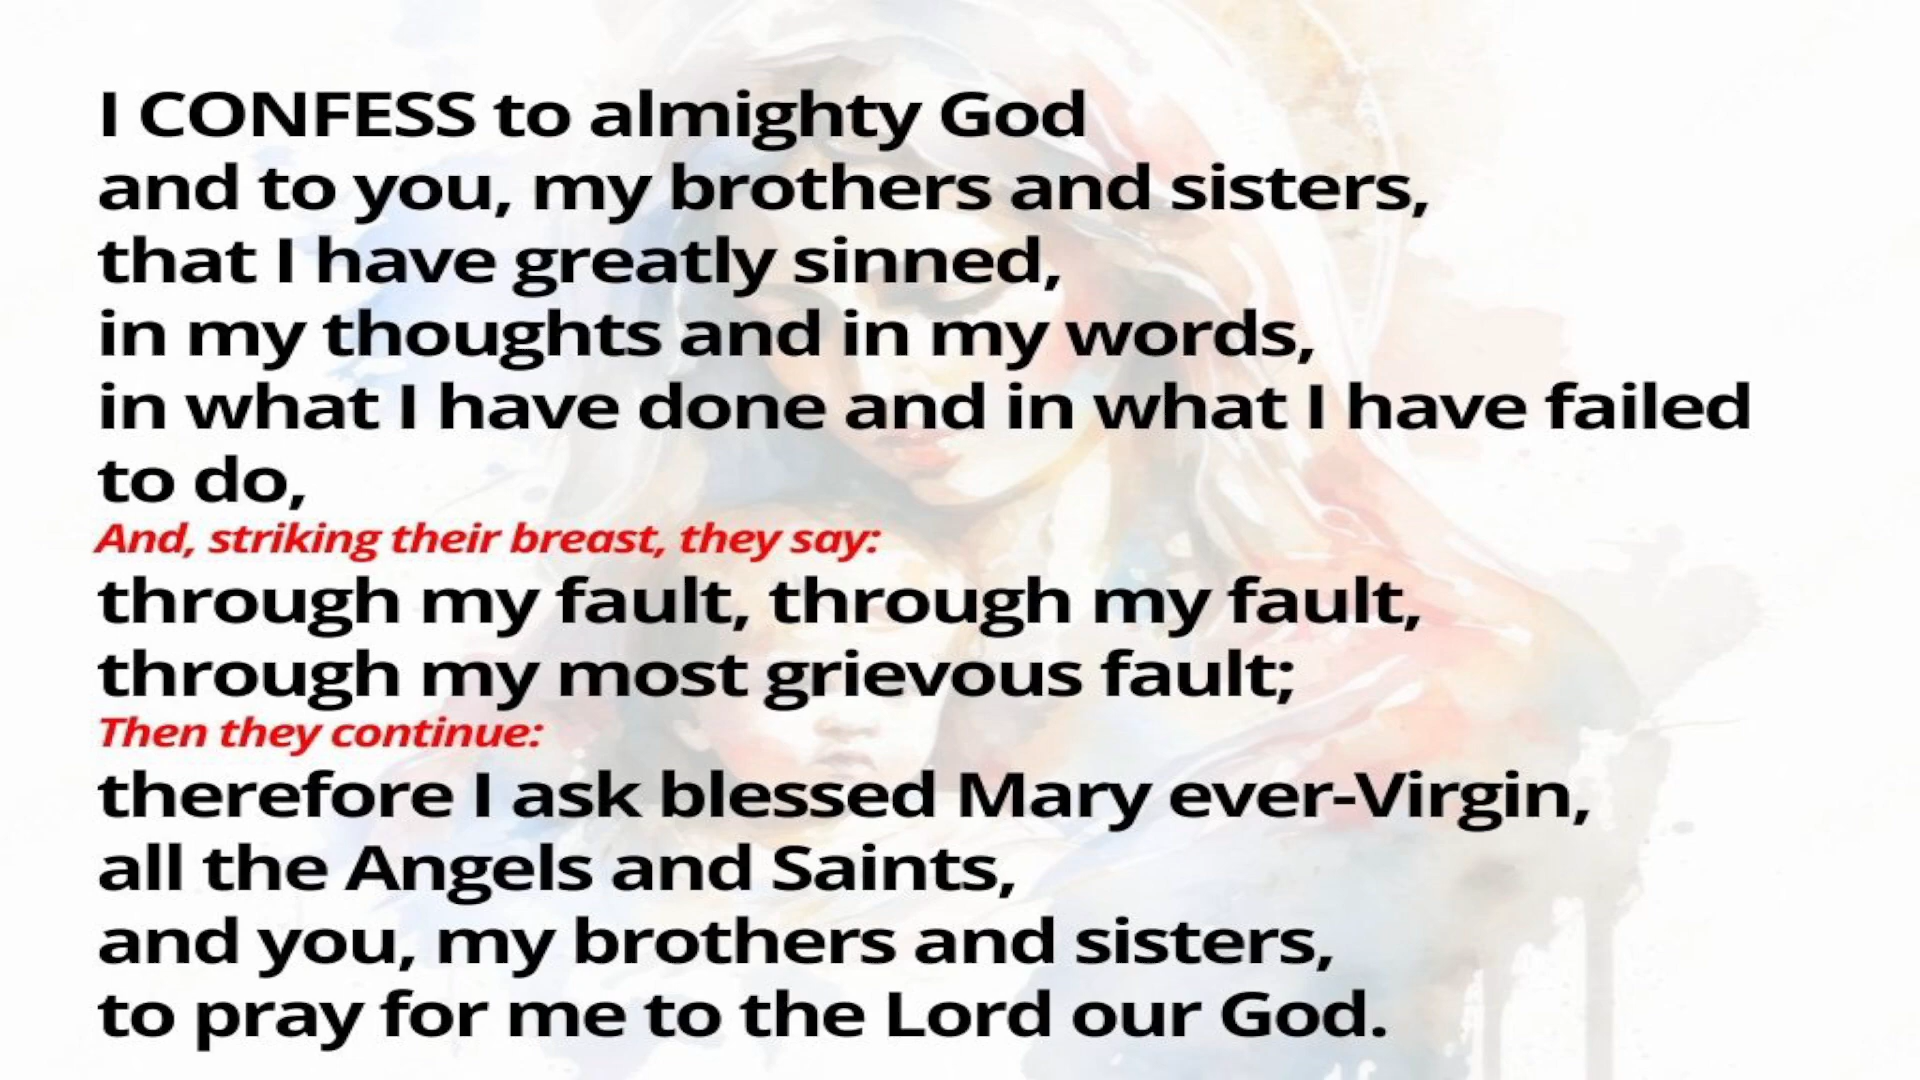 I CONFESS to almighty God
and to you, my brothers and sisters,
that I have greatly sinned,
in my thoughts and in my words,
in what I have done and in what I have failed
to do,
And, striking their breast, they say:
through my fault, through my fault,
through my most grievous fault;
Then they continue:
therefore I ask blessed Mary ever-Virgin,
all the Angels and Saints,
and you, my brothers and sisters,
to pray for me to the Lord our God.